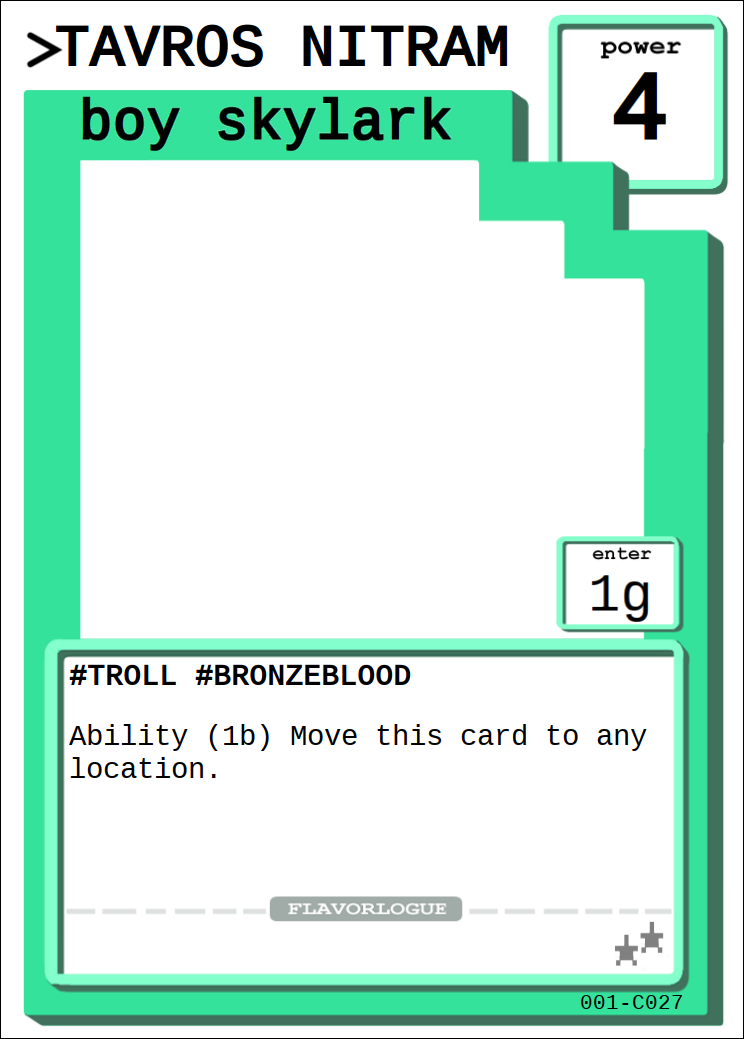 >TAVROS NITRAM
power
4
boy skylark
enter
1g
#TROLL #BRONZEBLOOD
Ability (1b) Move this card to any
location.
FLAVORLOGUE
001-C027